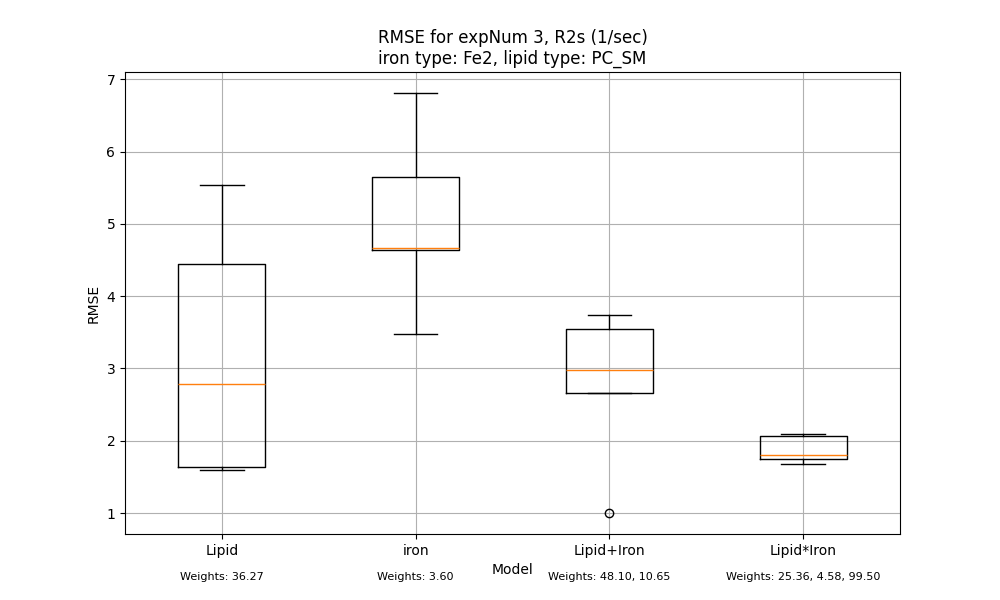 RMSE for expNum 3, R2s (1/sec)
iron type: Fe2, lipid type: PC_SM
7
6
5
4
3
2
1
RMSE
Lipid
iron
Lipid+Iron
Lipid*Iron
Model
Weights: 36.27
Weights: 3.60
Weights: 48.10, 10.65
Weights: 25.36, 4.58, 99.50